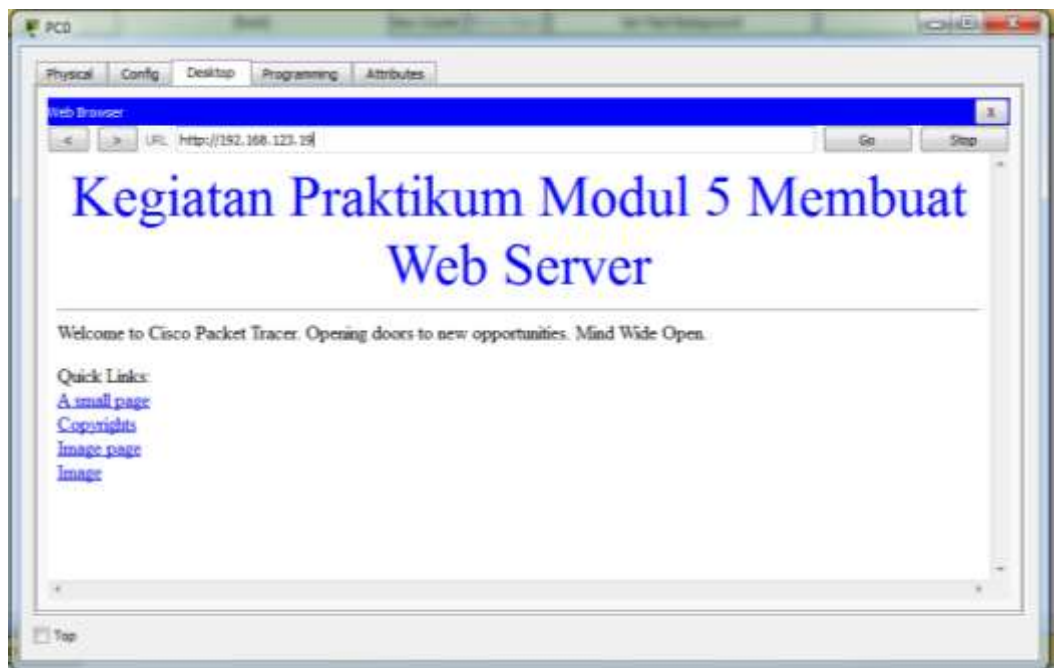 PC0
Physical Config Desktop Programming Attributes
Web Browser X
< > URL http://192.168.123.19 Go Stop
Kegiatan Praktikum Modul 5 Membuat
Web Server
Welcome to Cisco Packet Tracer. Opening doors to new opportunities. Mind Wide Open.
Quick Links:
A small page
Copyrights
Image page
Image
Top